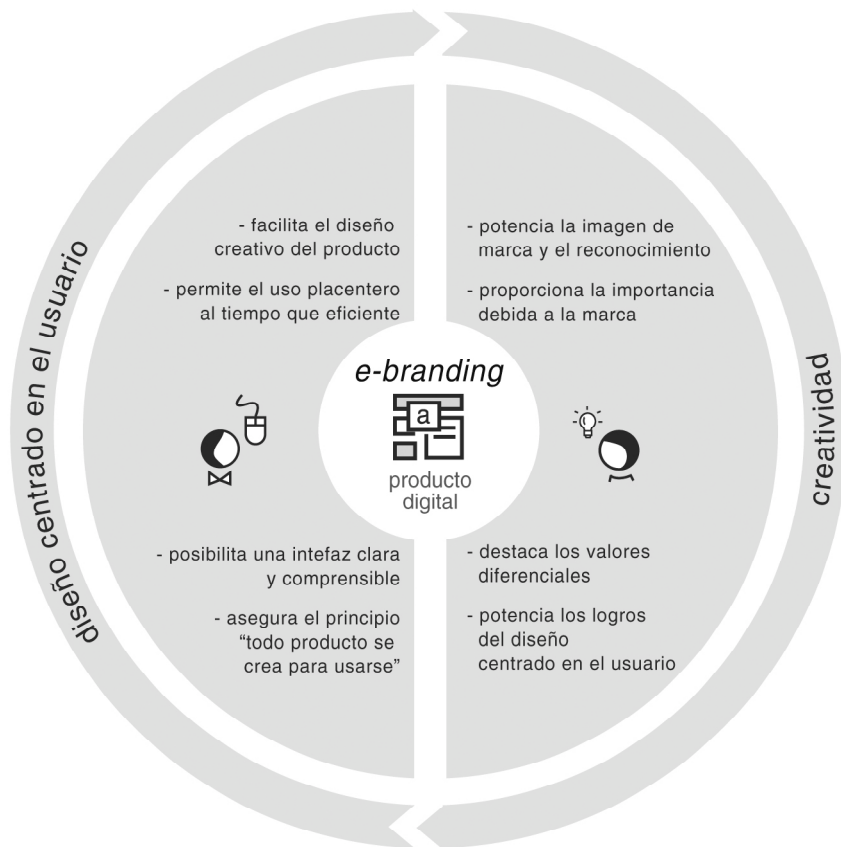 diseño centrado en el usuario
- facilita el diseño
creativo del producto
- permite el uso placentero
al tiempo que eficiente
- posibilita una intefaz clara
y comprensible
- asegura el principio
“todo producto se
crea para usarse”
e-branding
a
producto
digital
- potencia la imagen de
marca y el reconocimiento
- proporciona la importancia
debida a la marca
- destaca los valores
diferenciales
- potencia los logros
del diseño
centrado en el usuario
creatividad